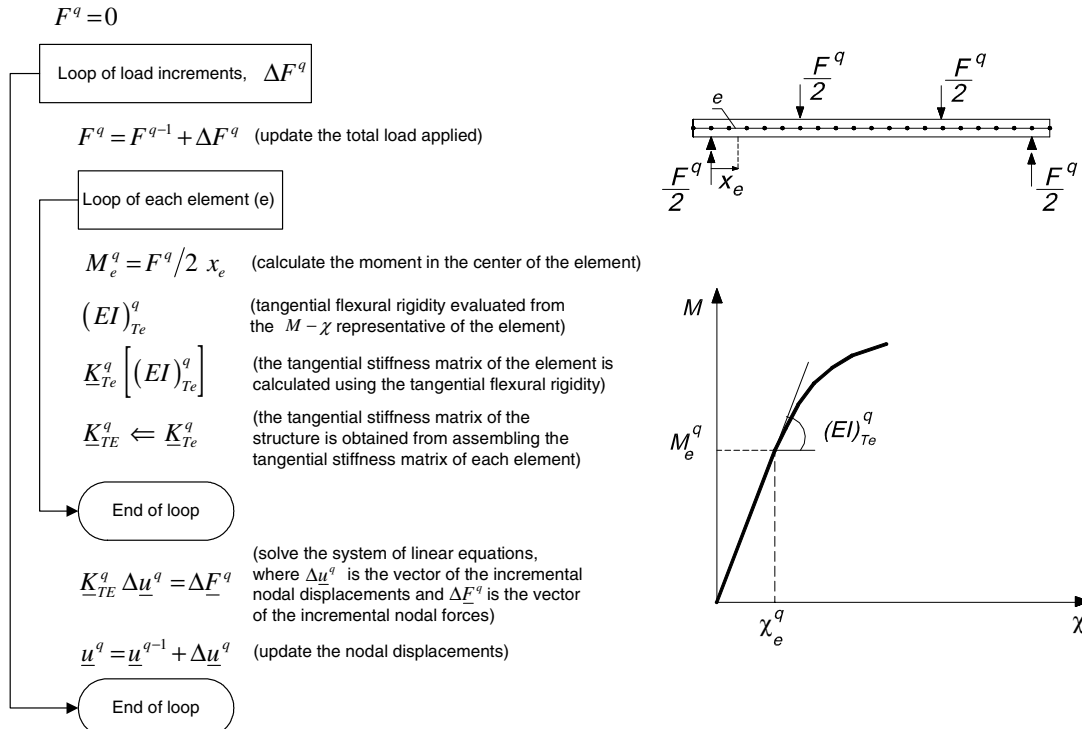 F^q = 0
Loop of load increments, ΔF^q
F^q = F^{q-1} + ΔF^q (update the total load applied)
Loop of each element (e)
M_e^q = F^q/2 x_e (calculate the moment in the center of the element)
(EI)_{Te}^q (tangential flexural rigidity evaluated from
the M − χ representative of the element)
K_{Te}^q [(EI)_{Te}^q] (the tangential stiffness matrix of the element is
calculated using the tangential flexural rigidity)
K_{TE}^q ⇐ K_{Te}^q (the tangential stiffness matrix of the
structure is obtained from assembling the
tangential stiffness matrix of each element)
End of loop
(solve the system of linear equations,
K_{TE}^q Δu^q = ΔF^q where Δu^q is the vector of the incremental
nodal displacements and ΔF^q is the vector
of the incremental nodal forces)
u^q = u^{q-1} + Δu^q (update the nodal displacements)
End of loop
F^q/2
F^q/2
e
F^q/2
x_e
F^q/2
M
M_e^q
(EI)_{Te}^q
χ_e^q
χ